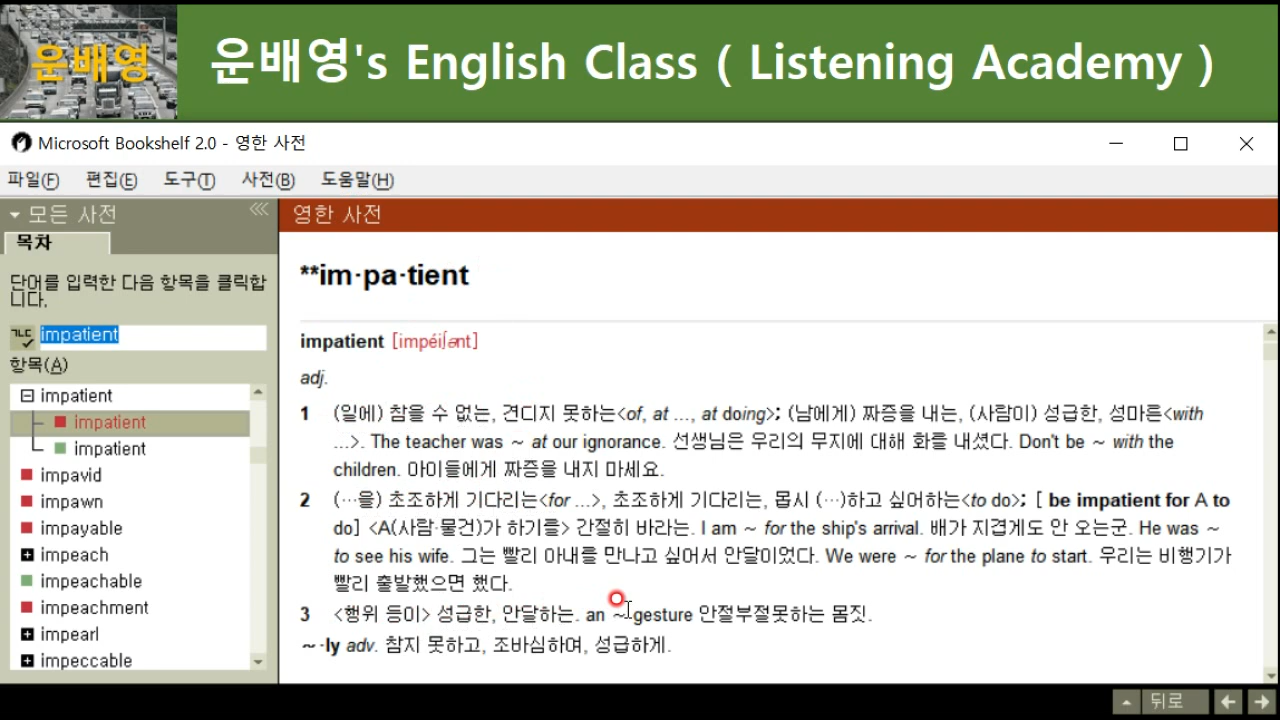 운배영
운배영's English Class ( Listening Academy )
Microsoft Bookshelf 2.0 - 영한 사전
파일(F) 편집(E) 도구(T) 사전(B) 도움말(H)
모든 사전
목차
단어를 입력한 다음 항목을 클릭합
니다.
impatient
항목(A)
impatient
impatient
impatient
impavid
impawn
impayable
impeach
impeachable
impeachment
impearl
impeccable
영한 사전
**im·pa·tient
impatient [impéiʃənt]
adj.
1 (일에) 참을 수 없는, 견디지 못하는<of, at ..., at doing>; (남에게) 짜증을 내는, (사람이) 성급한, 성마른<with
...>. The teacher was ~ at our ignorance. 선생님은 우리의 무지에 대해 화를 내셨다. Don't be ~ with the
children. 아이들에게 짜증을 내지 마세요.
2 (…을) 초조하게 기다리는<for ...>, 초조하게 기다리는, 몹시 (…)하고 싶어하는<to do>; [ be impatient for A to
do] <A(사람·물건)가 하기를> 간절히 바라는. I am ~ for the ship's arrival. 배가 지겹게도 안 오는군. He was ~
to see his wife. 그는 빨리 아내를 만나고 싶어서 안달이었다. We were ~ for the plane to start. 우리는 비행기가
빨리 출발했으면 했다.
3 <행위 등이> 성급한, 안달하는. an ~ gesture 안절부절못하는 몸짓.
~·ly adv. 참지 못하고, 조바심하며, 성급하게.
뒤로